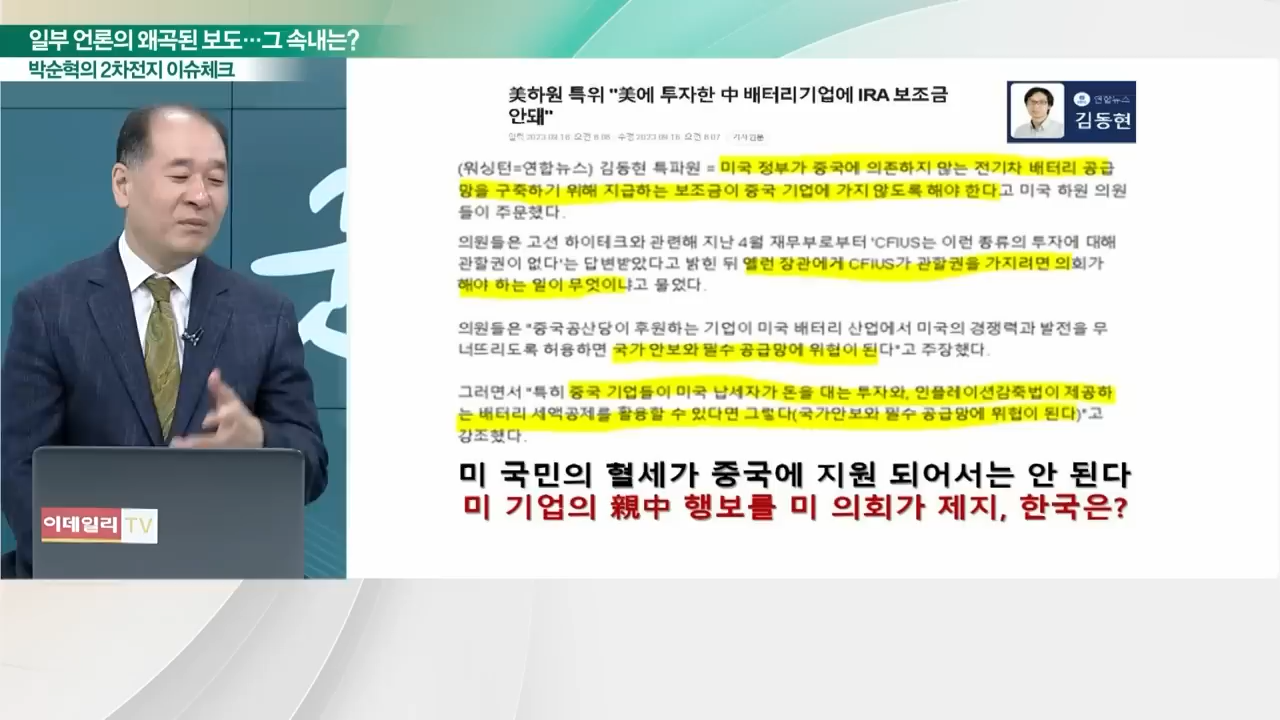 일부 언론의 왜곡된 보도…그 속내는?
박순혁의 2차전지 이슈체크
美하원 특위 "美에 투자한 中 배터리기업에 IRA 보조금
안돼"
연합뉴스
김동현
(워싱턴=연합뉴스) 김동현 특파원 = 미국 정부가 중국에 의존하지 않는 전기차 배터리 공급
망을 구축하기 위해 지급하는 보조금이 중국 기업에 가지 않도록 해야 한다고 미국 하원 의원
들이 주문했다.
의원들은 고션 하이테크와 관련해 지난 4월 재무부로부터 'CFIUS는 이런 종류의 투자에 대해
관할권이 없다'는 답변받았다고 밝힌 뒤 옐런 장관에게 CFIUS가 관할권을 가지려면 의회가
해야 하는 일이 무엇이냐고 물었다.
의원들은 "중국공산당이 후원하는 기업이 미국 배터리 산업에서 미국의 경쟁력과 발전을 무
너뜨리도록 허용하면 국가 안보와 필수 공급망에 위협이 된다"고 주장했다.
그러면서 "특히 중국 기업들이 미국 납세자가 돈을 대는 투자와, 인플레이션감축법이 제공하
는 배터리 세액공제를 활용할 수 있다면 그렇다(국가안보와 필수 공급망에 위협이 된다)"고
강조했다.
미 국민의 혈세가 중국에 지원 되어서는 안 된다
미 기업의 親中 행보를 미 의회가 제지, 한국은?
이데일리TV